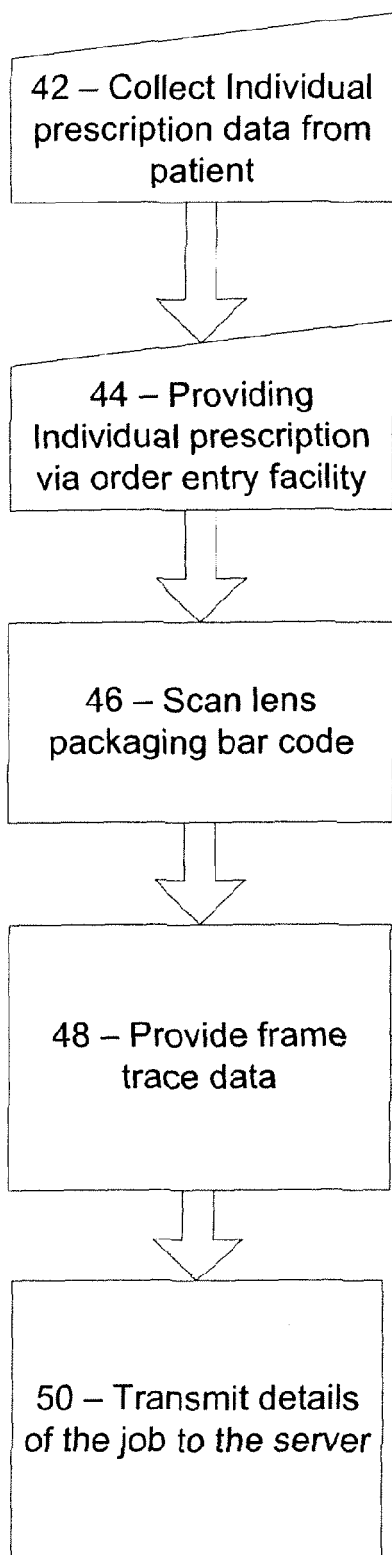 42 – Collect Individual
prescription data from
patient
44 – Providing
Individual prescription
via order entry facility
46 – Scan lens
packaging bar code
48 – Provide frame
trace data
50 – Transmit details
of the job to the server